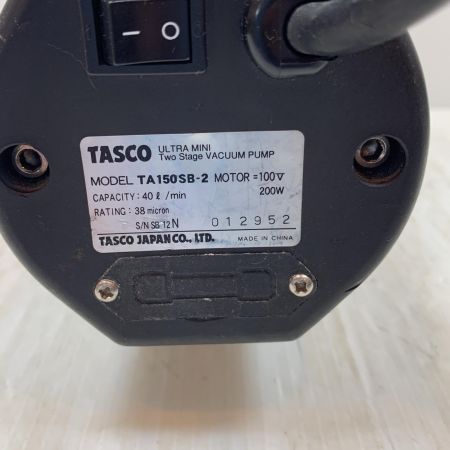 – O
TASCO ULTRA MINI
Two Stage VACUUM PUMP
MODEL TA150SB-2 MOTOR = 100V
CAPACITY : 40 ℓ /min 200W
RATING : 38 micron
S/N SB 12N 012952
TASCO JAPAN CO., LTD. MADE IN CHINA